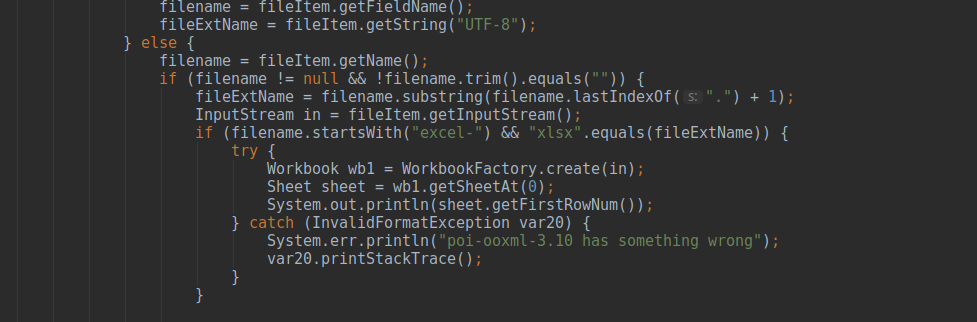 filename = fileItem.getFieldName();
fileExtName = fileItem.getString("UTF-8");
} else {
filename = fileItem.getName();
if (filename != null && !filename.trim().equals("")) {
fileExtName = filename.substring(filename.lastIndexOf( s: ".") + 1);
InputStream in = fileItem.getInputStream();
if (filename.startsWith("excel-") && "xlsx".equals(fileExtName)) {
try {
Workbook wb1 = WorkbookFactory.create(in);
Sheet sheet = wb1.getSheetAt(0);
System.out.println(sheet.getFirstRowNum());
} catch (InvalidFormatException var20) {
System.err.println("poi-ooxml-3.10 has something wrong");
var20.printStackTrace();
}
}